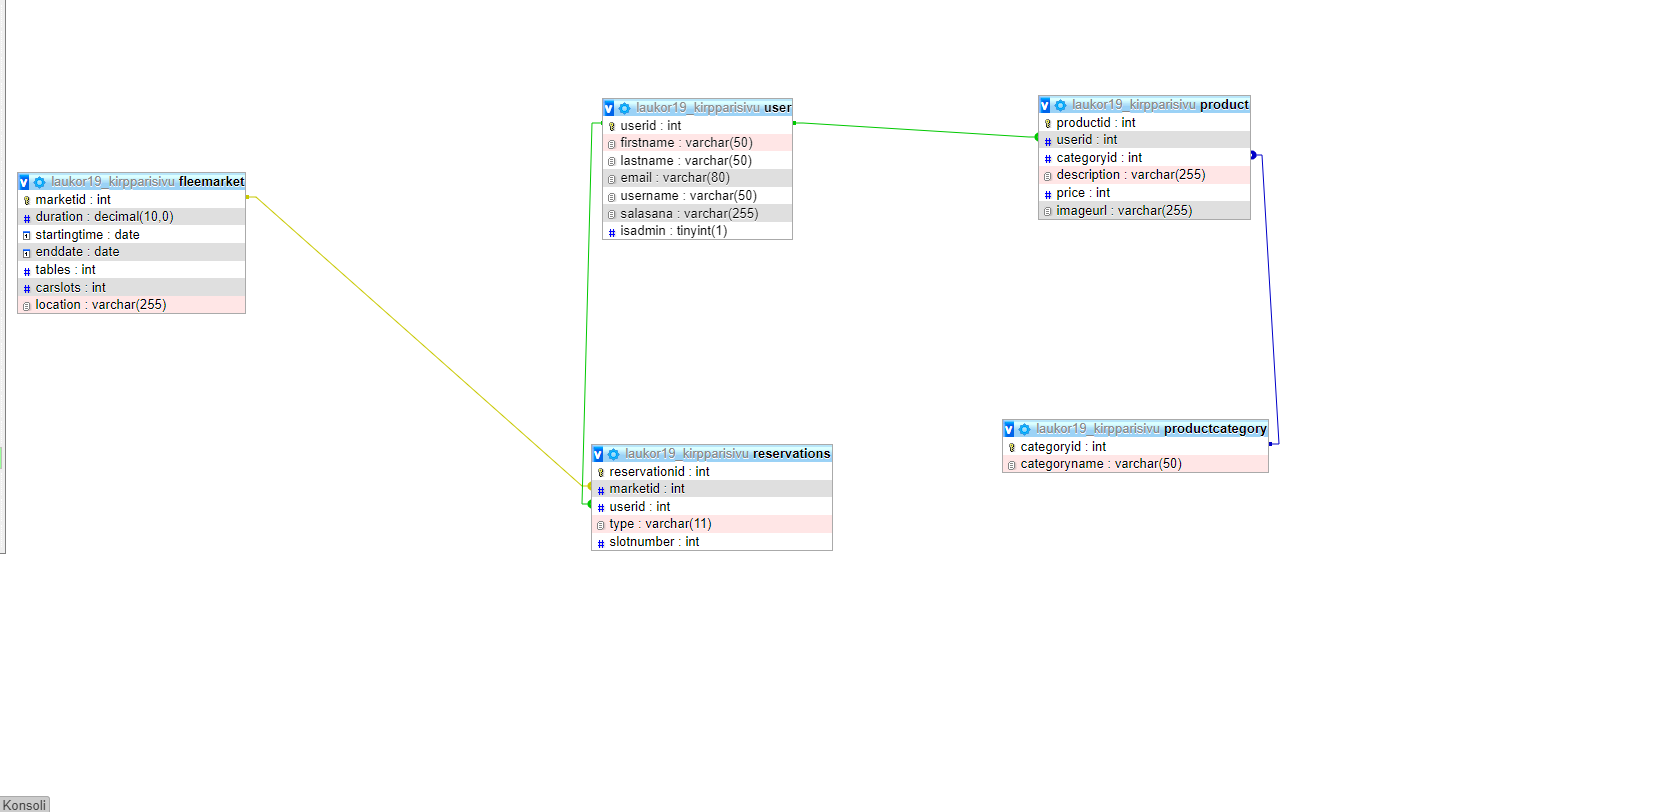 laukor19_kirpparisivu fleemarket
marketid : int
duration : decimal(10,0)
startingtime : date
enddate : date
tables : int
carslots : int
location : varchar(255)
laukor19_kirpparisivu user
userid : int
firstname : varchar(50)
lastname : varchar(50)
email : varchar(80)
username : varchar(50)
salasana : varchar(255)
isadmin : tinyint(1)
laukor19_kirpparisivu product
productid : int
userid : int
categoryid : int
description : varchar(255)
price : int
imageurl : varchar(255)
laukor19_kirpparisivu reservations
reservationid : int
marketid : int
userid : int
type : varchar(11)
slotnumber : int
laukor19_kirpparisivu productcategory
categoryid : int
categoryname : varchar(50)
Konsoli